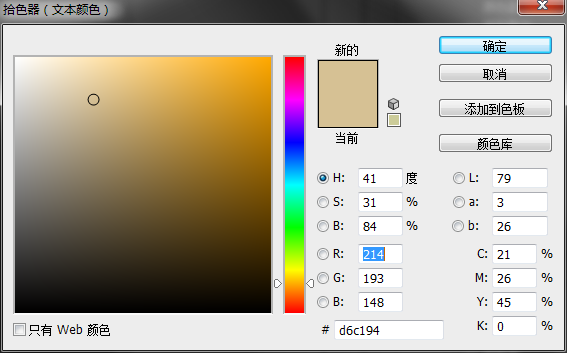 拾色器（文本颜色）
新的
当前
确定
取消
添加到色板
颜色库
H: 41 度
S: 31 %
B: 84 %
R: 214
G: 193
B: 148
L: 79
a: 3
b: 26
C: 21 %
M: 26 %
Y: 45 %
K: 0 %
# d6c194
只有 Web 颜色